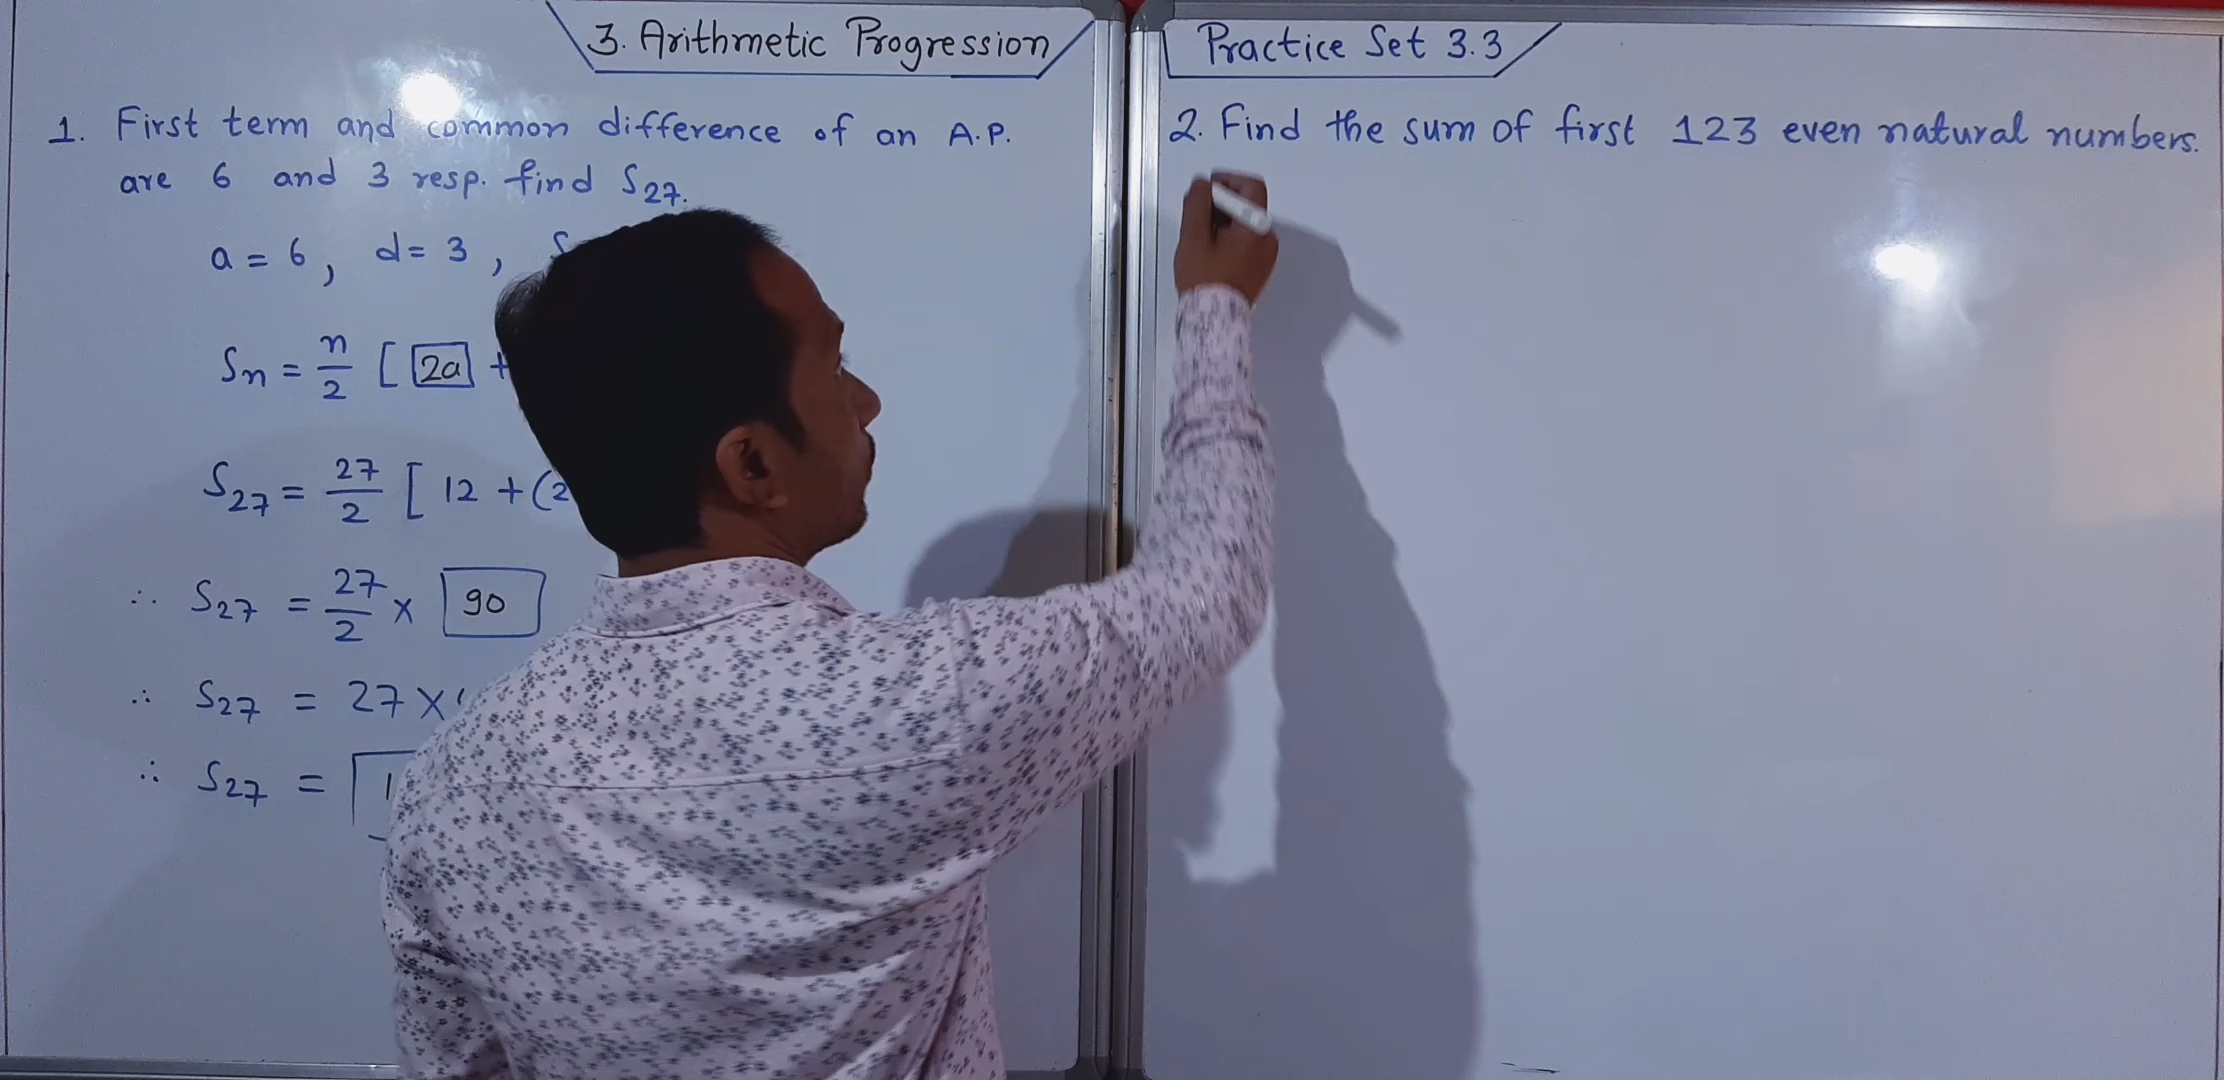 3. Arithmetic Progression
1. First term and common difference of an A.P.
are 6 and 3 resp. find S27.
a = 6, d = 3,
Sn = n/2 [ 2a +
S27 = 27/2 [ 12 + (2
∴ S27 = 27/2 × 90
∴ S27 = 27 ×
∴ S27 = 1
Practice Set 3.3
2. Find the sum of first 123 even natural numbers.